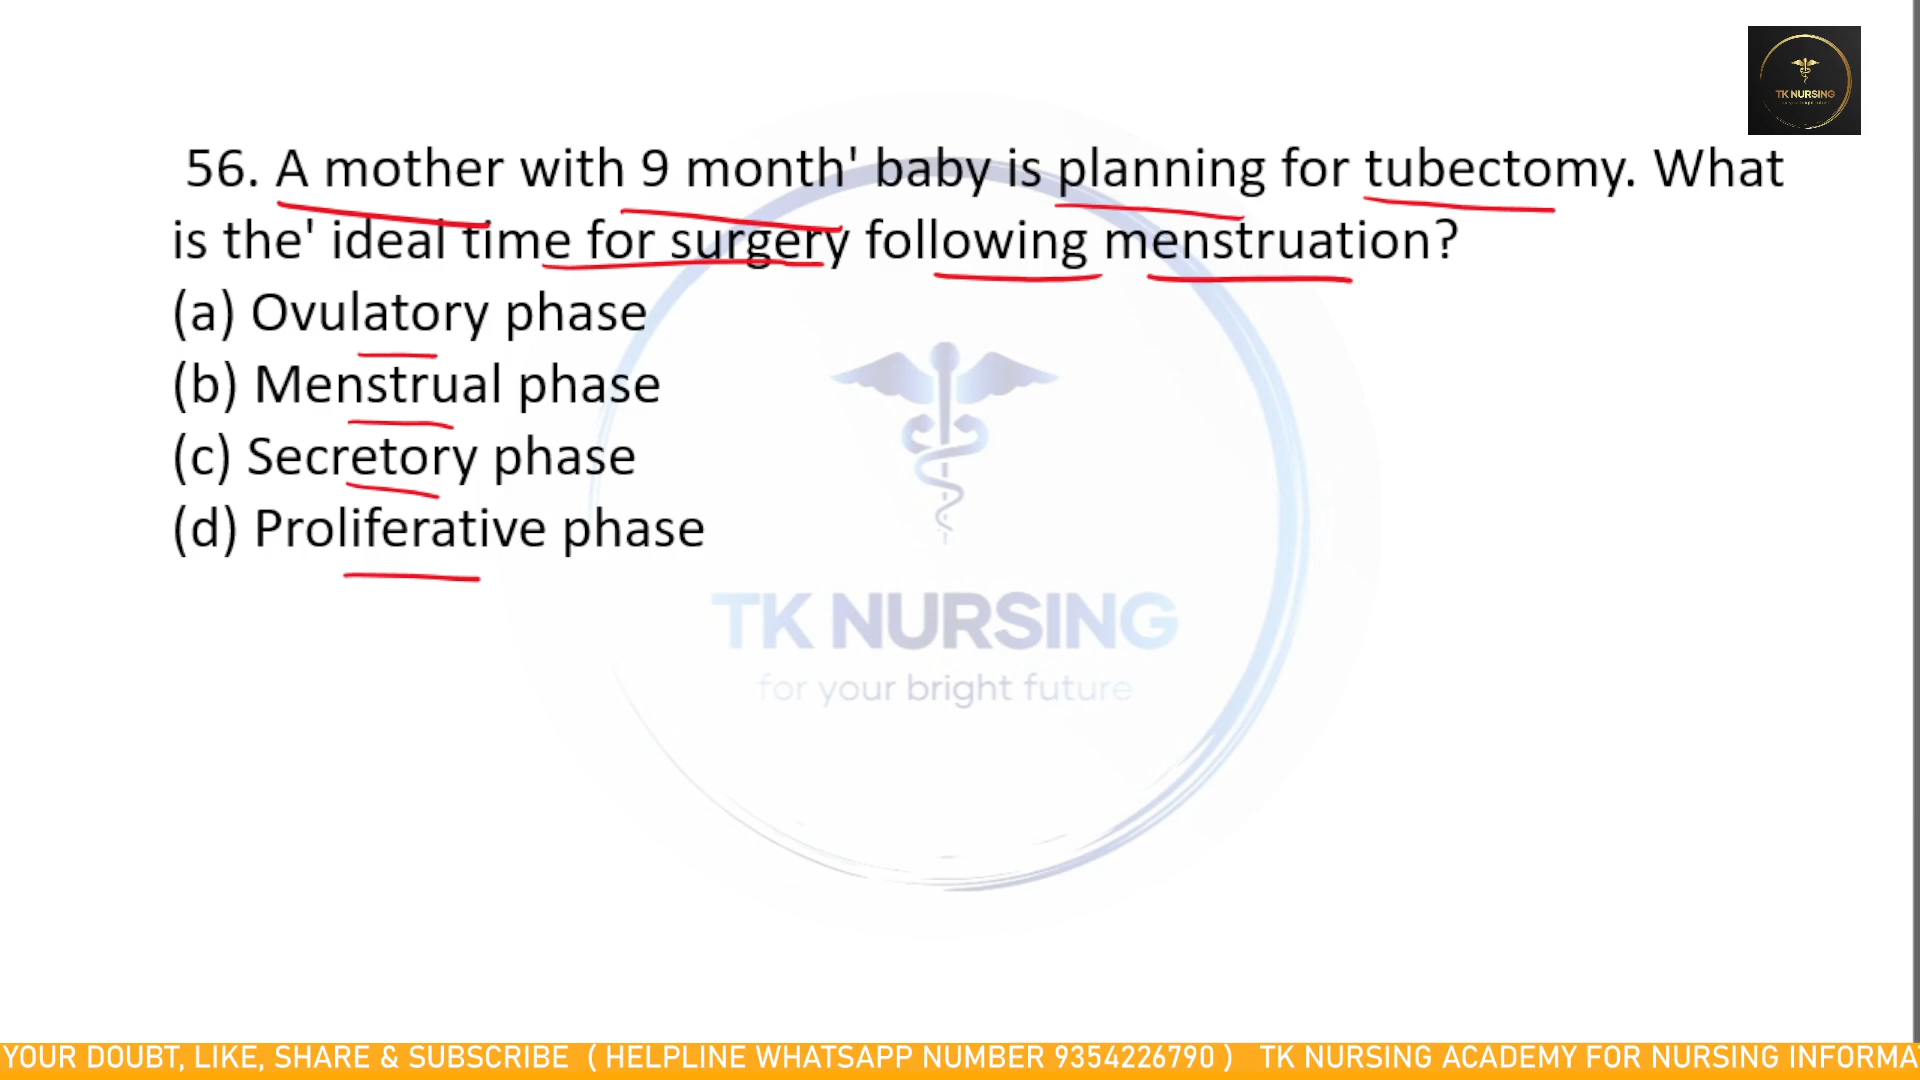 TK NURSING
56. A mother with 9 month' baby is planning for tubectomy. What
is the' ideal time for surgery following menstruation?
(a) Ovulatory phase
(b) Menstrual phase
(c) Secretory phase
(d) Proliferative phase
TK NURSING
for your bright future
YOUR DOUBT, LIKE, SHARE & SUBSCRIBE ( HELPLINE WHATSAPP NUMBER 9354226790 ) TK NURSING ACADEMY FOR NURSING INFORMA